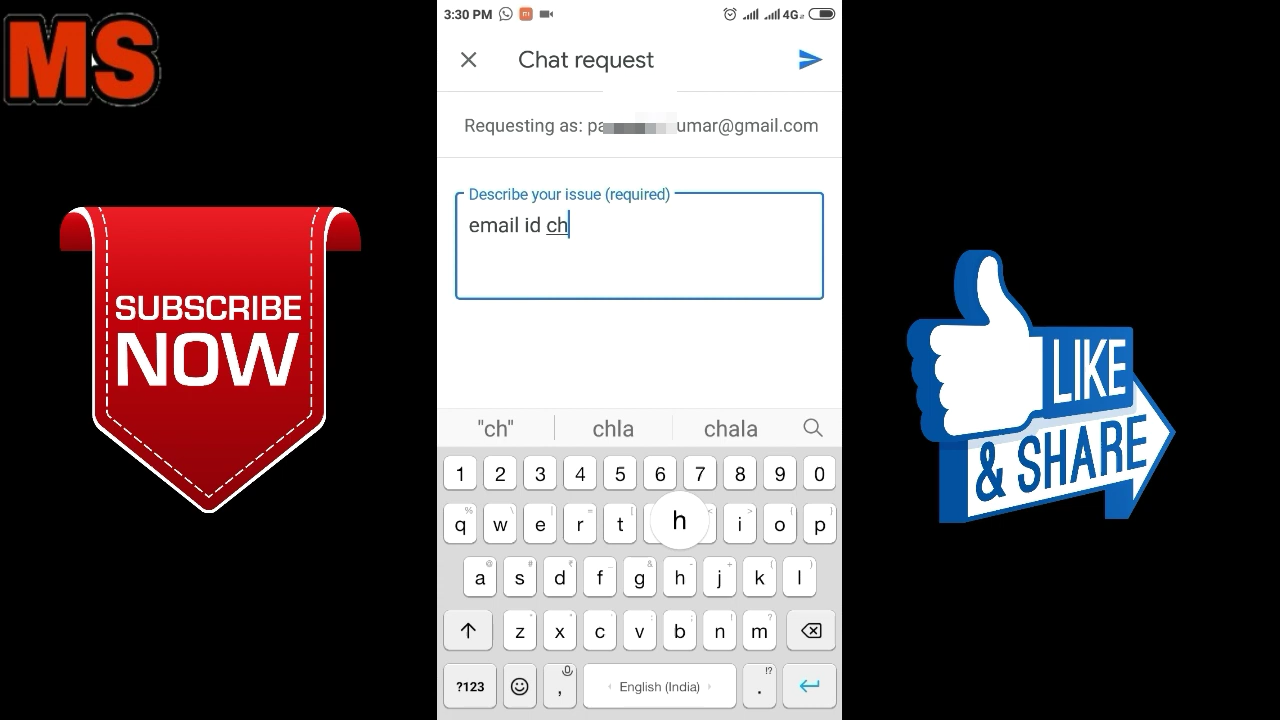 MS
SUBSCRIBE
NOW
3:30 PM
4G
Chat request
Requesting as: pa umar@gmail.com
Describe your issue (required)
email id ch
"ch" chla chala
1 2 3 4 5 6 7 8 9 0
q w e r t h i o p
a s d f g h j k l
z x c v b n m
?123 , English (India) . !?
LIKE
& SHARE